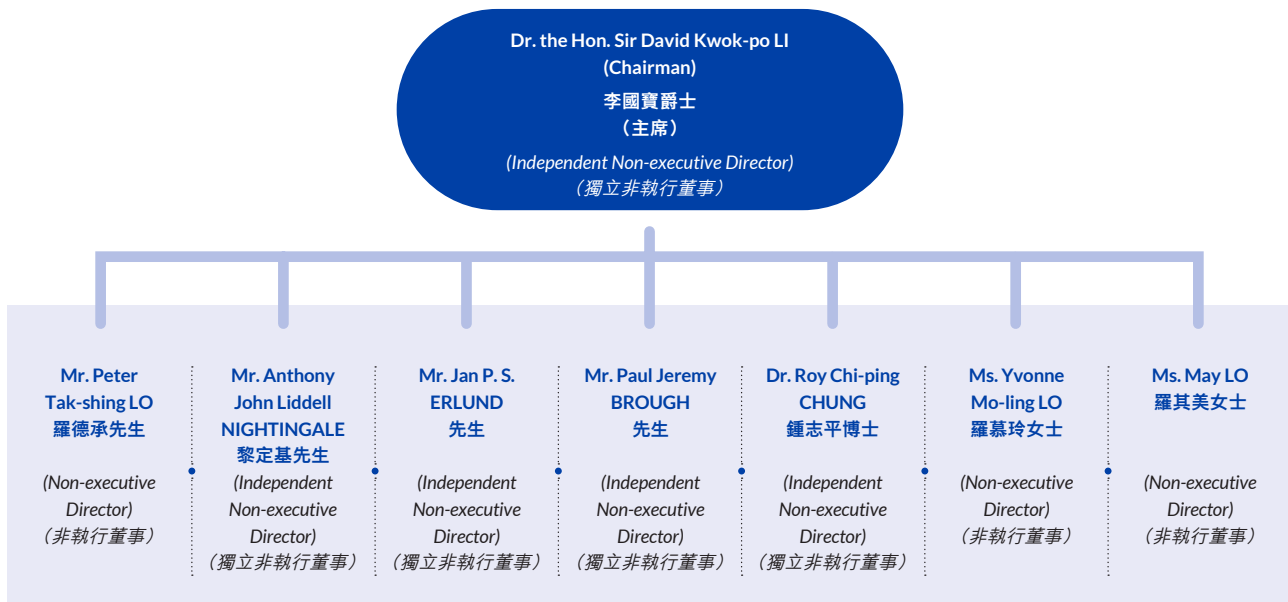 Dr. the Hon. Sir David Kwok-po LI
(Chairman)
李國寶爵士
（主席）
(Independent Non-executive Director)
（獨立非執行董事）
Mr. Peter
Tak-shing LO
羅德承先生
(Non-executive
Director)
（非執行董事）
Mr. Anthony
John Liddell
NIGHTINGALE
黎定基先生
(Independent
Non-executive
Director)
（獨立非執行董事）
Mr. Jan P. S.
ERLUND
先生
(Independent
Non-executive
Director)
（獨立非執行董事）
Mr. Paul Jeremy
BROUGH
先生
(Independent
Non-executive
Director)
（獨立非執行董事）
Dr. Roy Chi-ping
CHUNG
鍾志平博士
(Independent
Non-executive
Director)
（獨立非執行董事）
Ms. Yvonne
Mo-ling LO
羅慕玲女士
(Non-executive
Director)
（非執行董事）
Ms. May LO
羅其美女士
(Non-executive
Director)
（非執行董事）